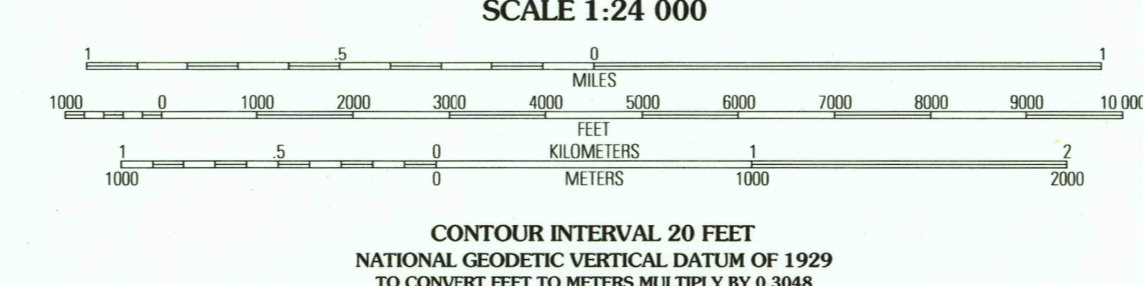 SCALE 1:24 000
1 .5 0 1
MILES
1000 0 1000 2000 3000 4000 5000 6000 7000 8000 9000 10 000
FEET
1 .5 0 KILOMETERS 1 2
1000 0 METERS 1000 2000
CONTOUR INTERVAL 20 FEET
NATIONAL GEODETIC VERTICAL DATUM OF 1929
TO CONVERT FEET TO METERS MULTIPLY BY 0.3048